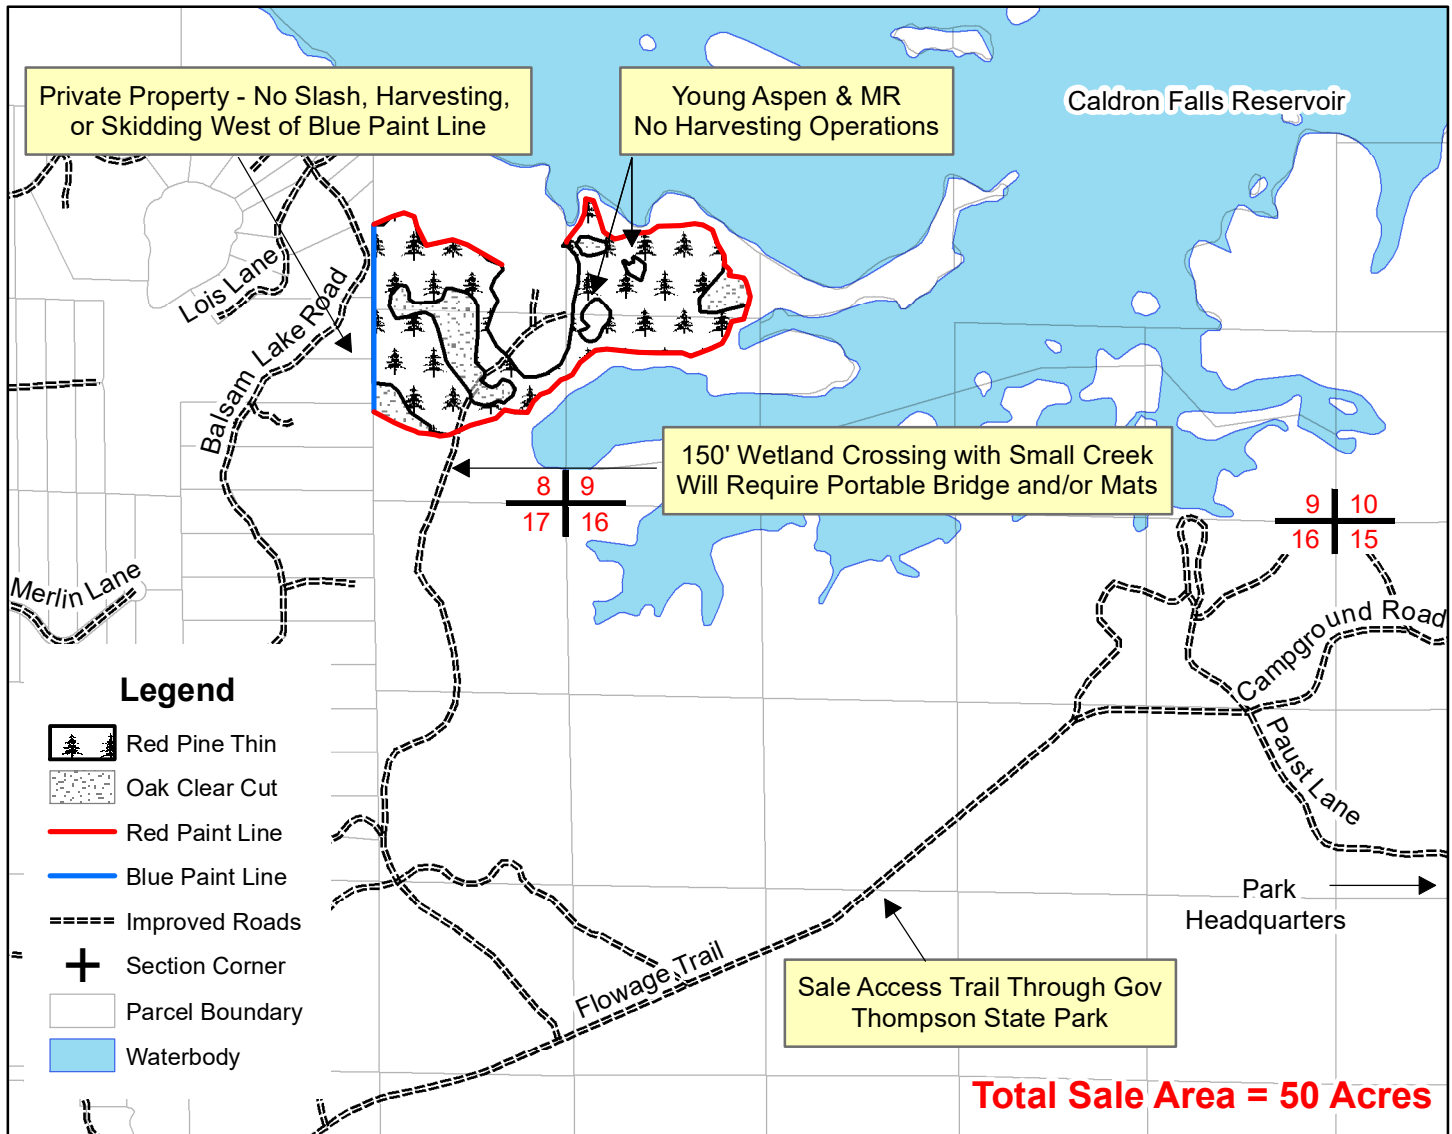 Private Property - No Slash, Harvesting,
or Skidding West of Blue Paint Line
Young Aspen & MR
No Harvesting Operations
Caldron Falls Reservoir
Lois Lane
Balsam Lake Road
150' Wetland Crossing with Small Creek
Will Require Portable Bridge and/or Mats
8 9
17 16
9 10
16 15
Merlin Lane
Campground Road
Paust Lane
Park
Headquarters
Flowage Trail
Sale Access Trail Through Gov
Thompson State Park
Legend
Red Pine Thin
Oak Clear Cut
Red Paint Line
Blue Paint Line
Improved Roads
Section Corner
Parcel Boundary
Waterbody
Total Sale Area = 50 Acres